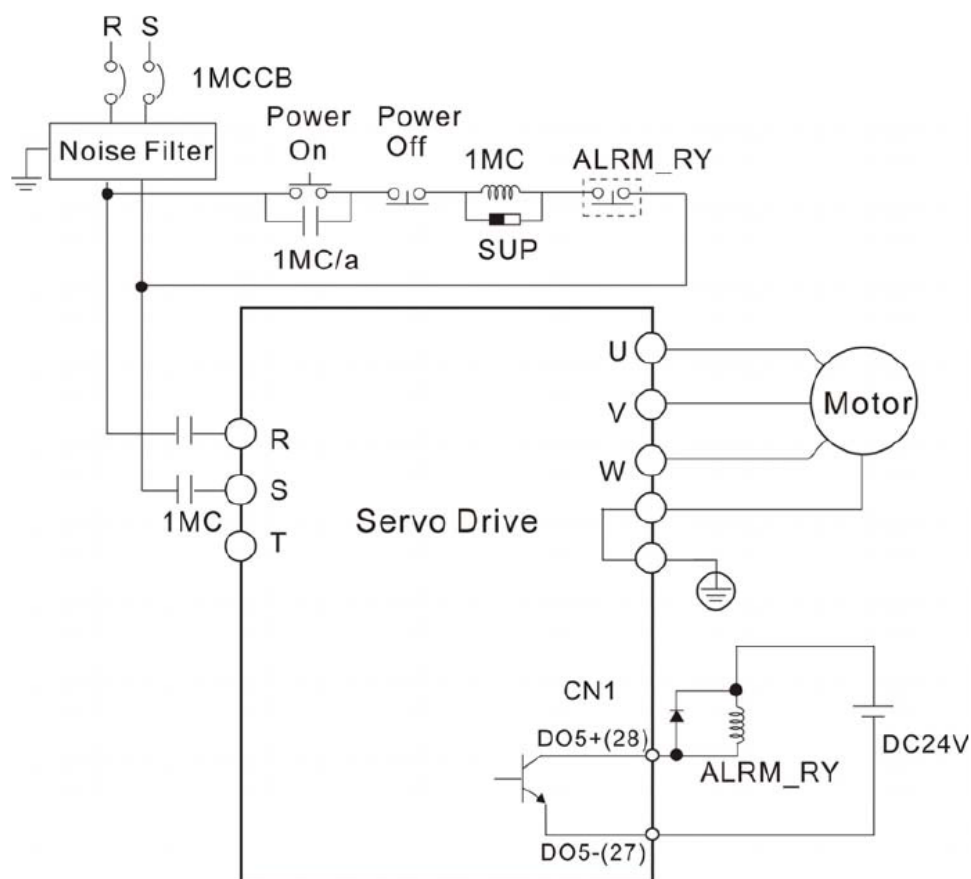 R S
1MCCB
Noise Filter
Power
On
Power
Off
1MC
ALRM_RY
1MC/a
SUP
U
V
W
Motor
R
S
T
1MC
Servo Drive
CN1
DO5+(28)
ALRM_RY
DC24V
DO5-(27)